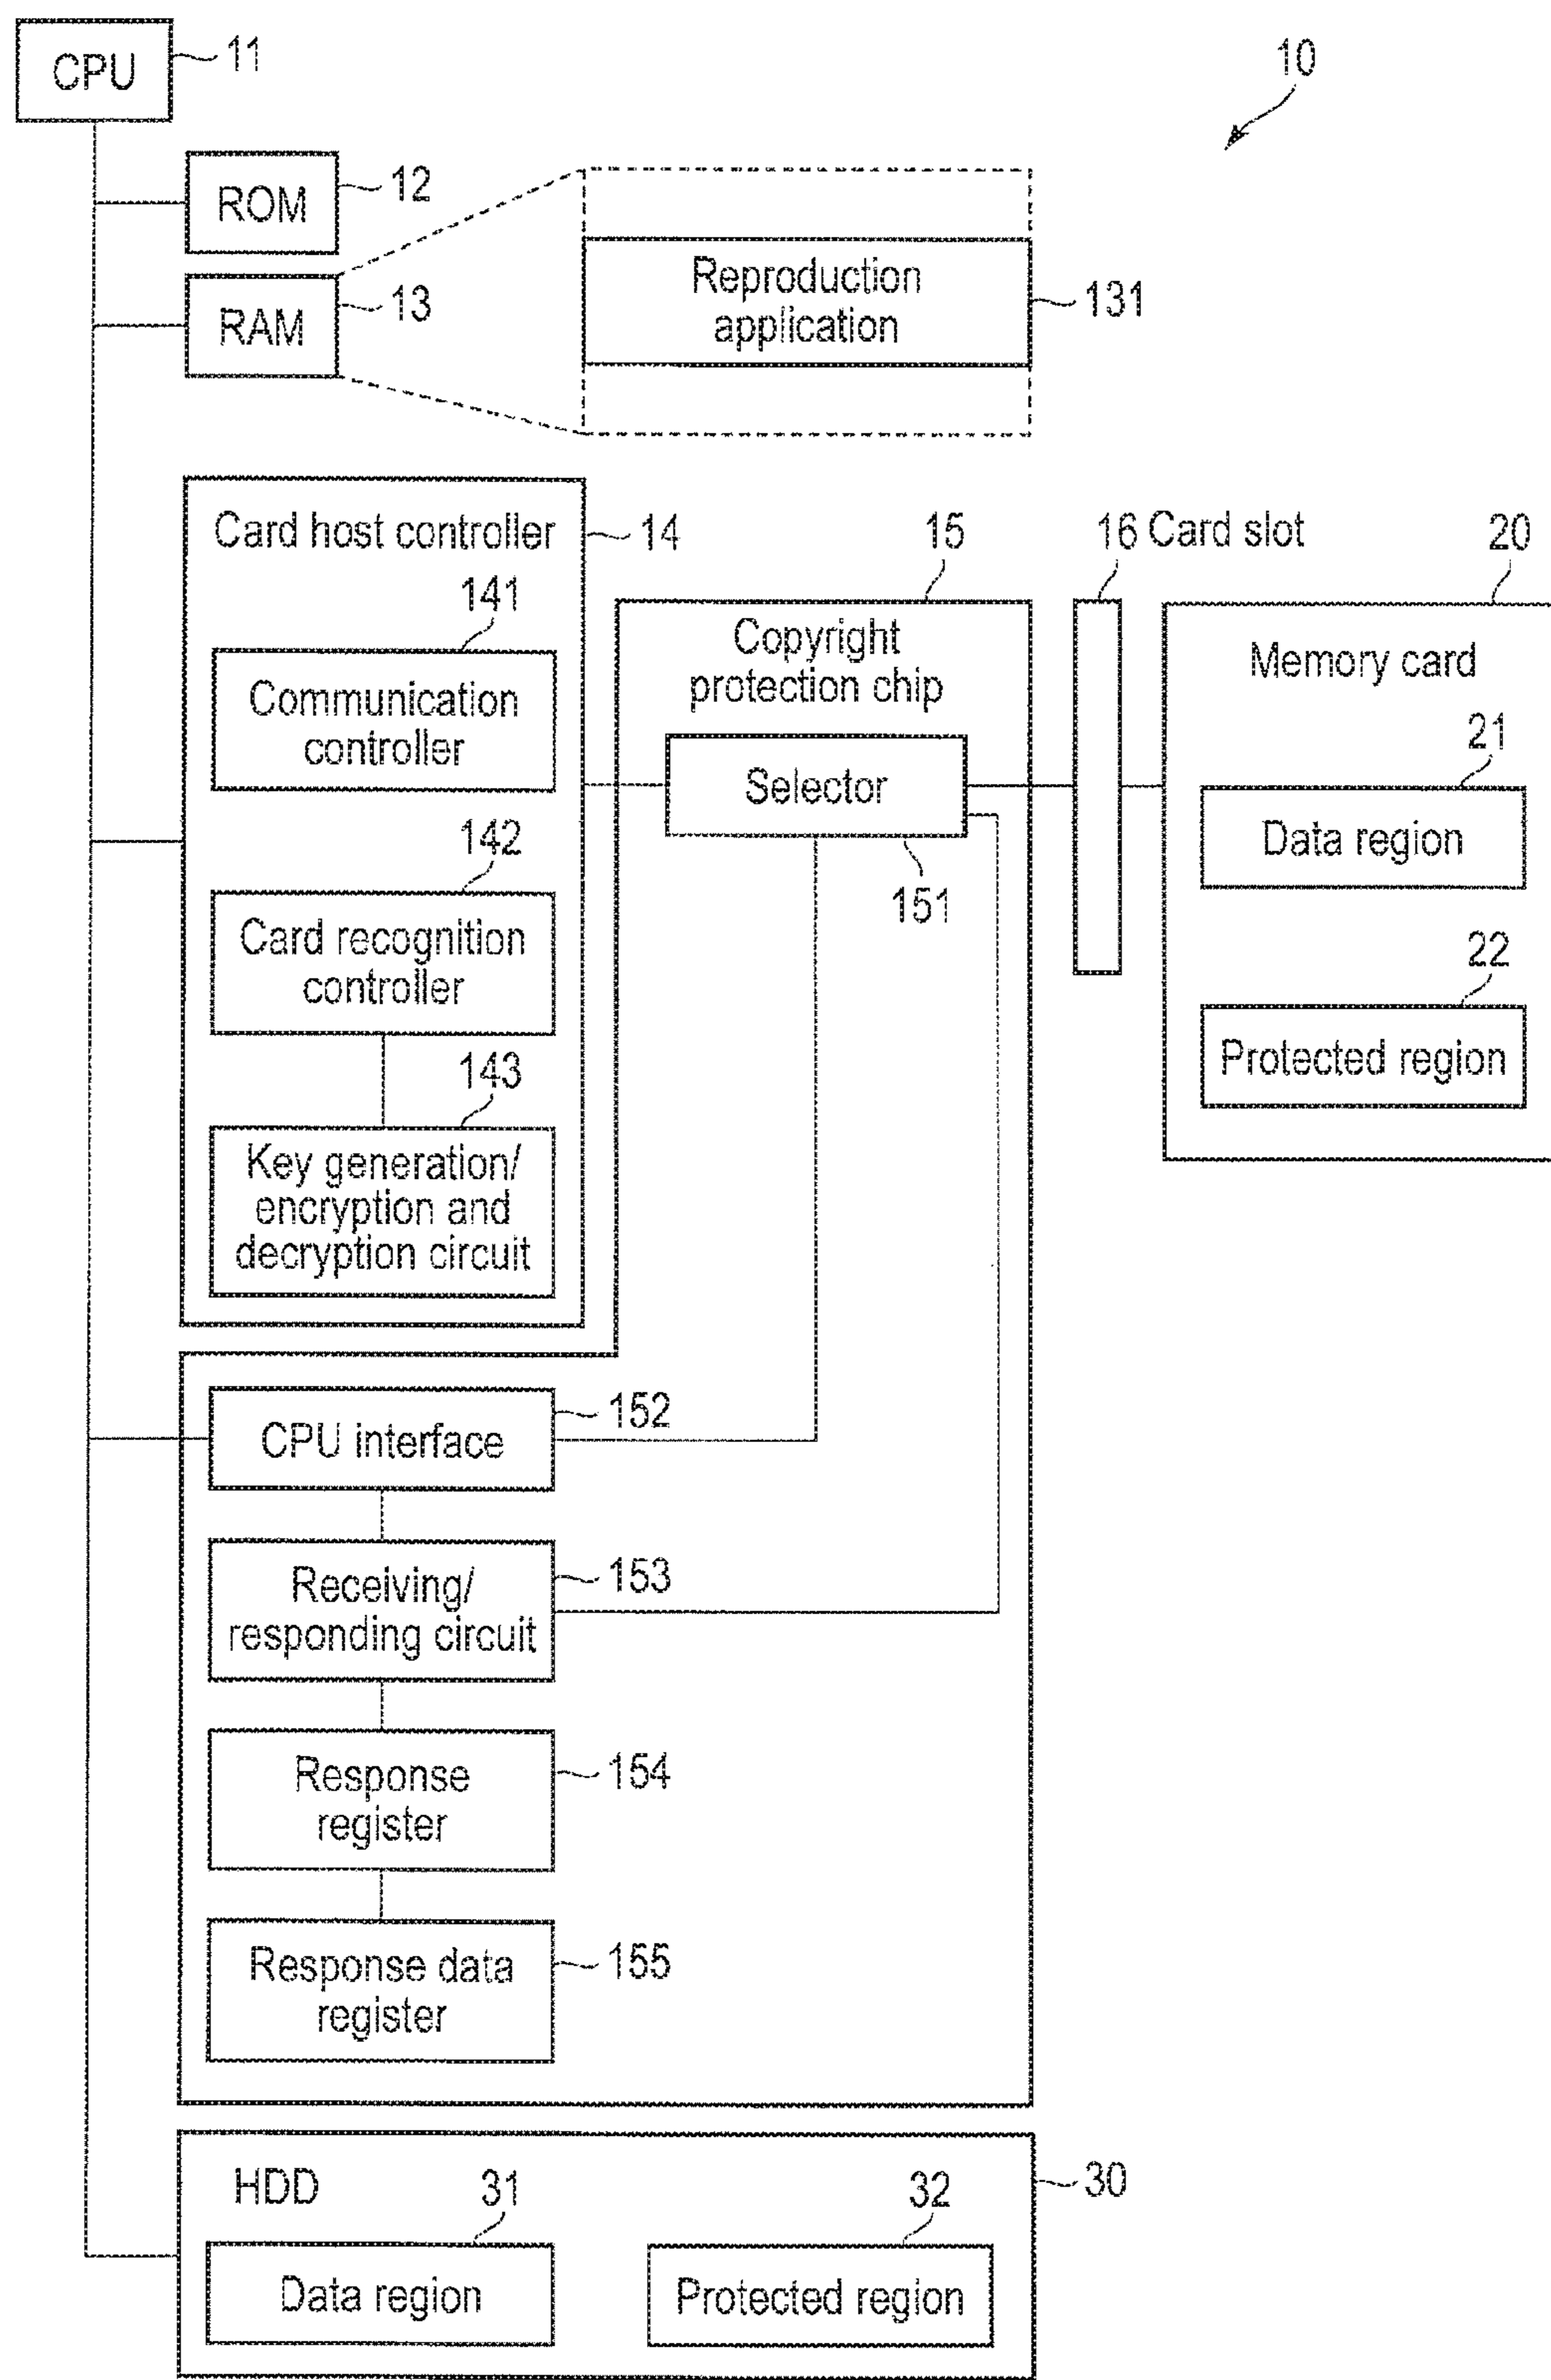 CPU
11
10
ROM
12
RAM
13
Reproduction
application
131
Card host controller
14
15
16 Card slot
20
141
Communication
controller
Copyright
protection chip
Memory card
Selector
151
21
Data region
142
Card recognition
controller
22
Protected region
143
Key generation/
encryption and
decryption circuit
CPU interface
152
Receiving/
responding circuit
153
Response
register
154
Response data
register
155
HDD
30
31
Data region
32
Protected region